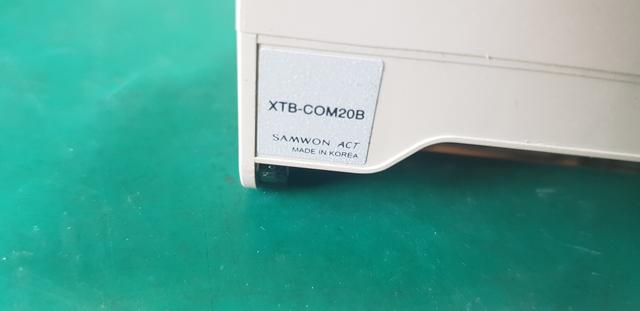 XTB-COM20B
SAMWON ACT
MADE IN KOREA